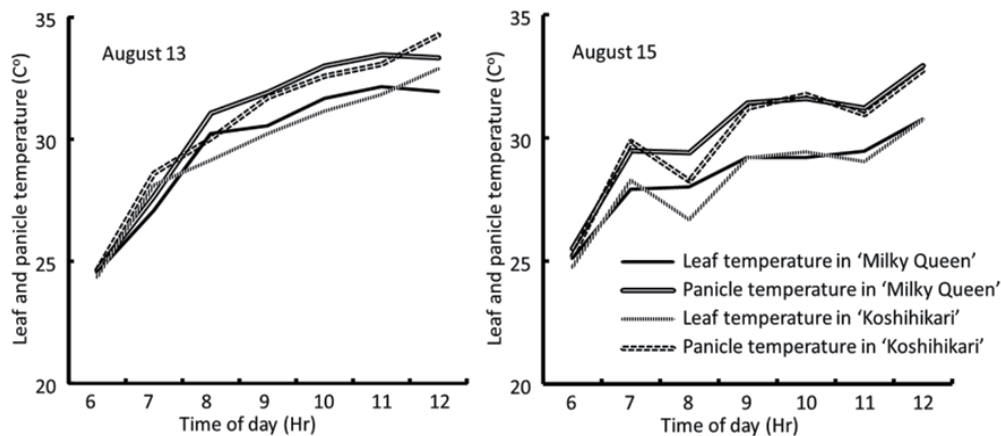 August 13
Leaf and panicle temperature (C°)
35
30
25
20
6 7 8 9 10 11 12
Time of day (Hr)
August 15
Leaf and panicle temperature (C°)
35
30
25
20
6 7 8 9 10 11 12
Time of day (Hr)
Leaf temperature in ‘Milky Queen’
Panicle temperature in ‘Milky Queen’
Leaf temperature in ‘Koshihikari’
Panicle temperature in ‘Koshihikari’